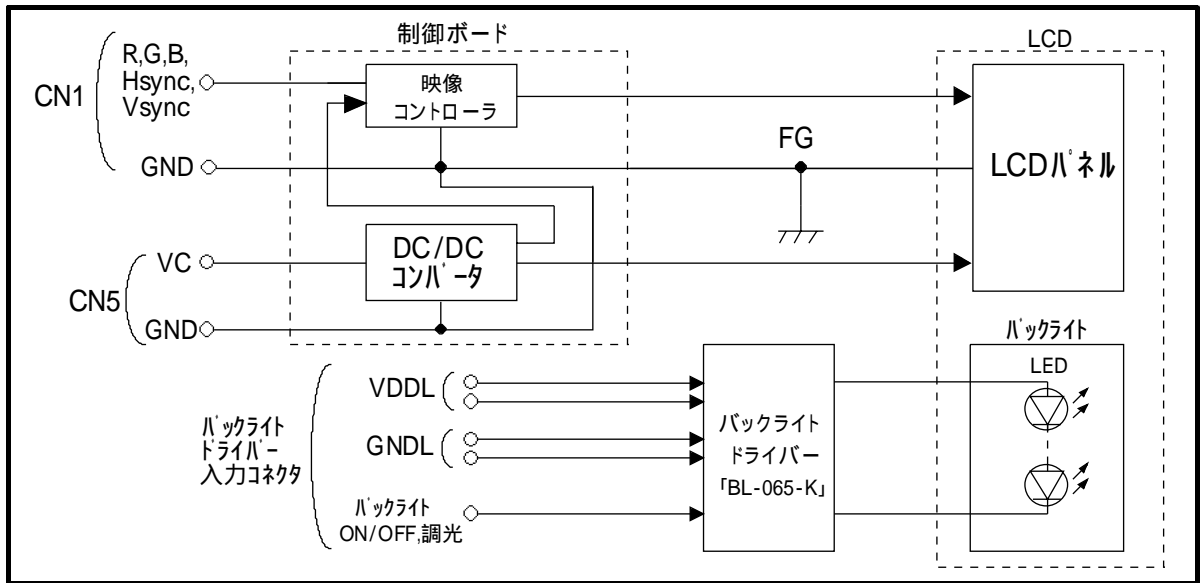 制御ボード
LCD
CN1
R,G,B,
Hsync,
Vsync
GND
映像
コントローラ
FG
LCDパネル
CN5
VC
GND
DC/DC
コンバータ
バックライト
LED
バックライト
ドライバー
入力コネクタ
VDDL
GNDL
バックライト
ON/OFF,調光
バックライト
ドライバー
「BL-065-K」